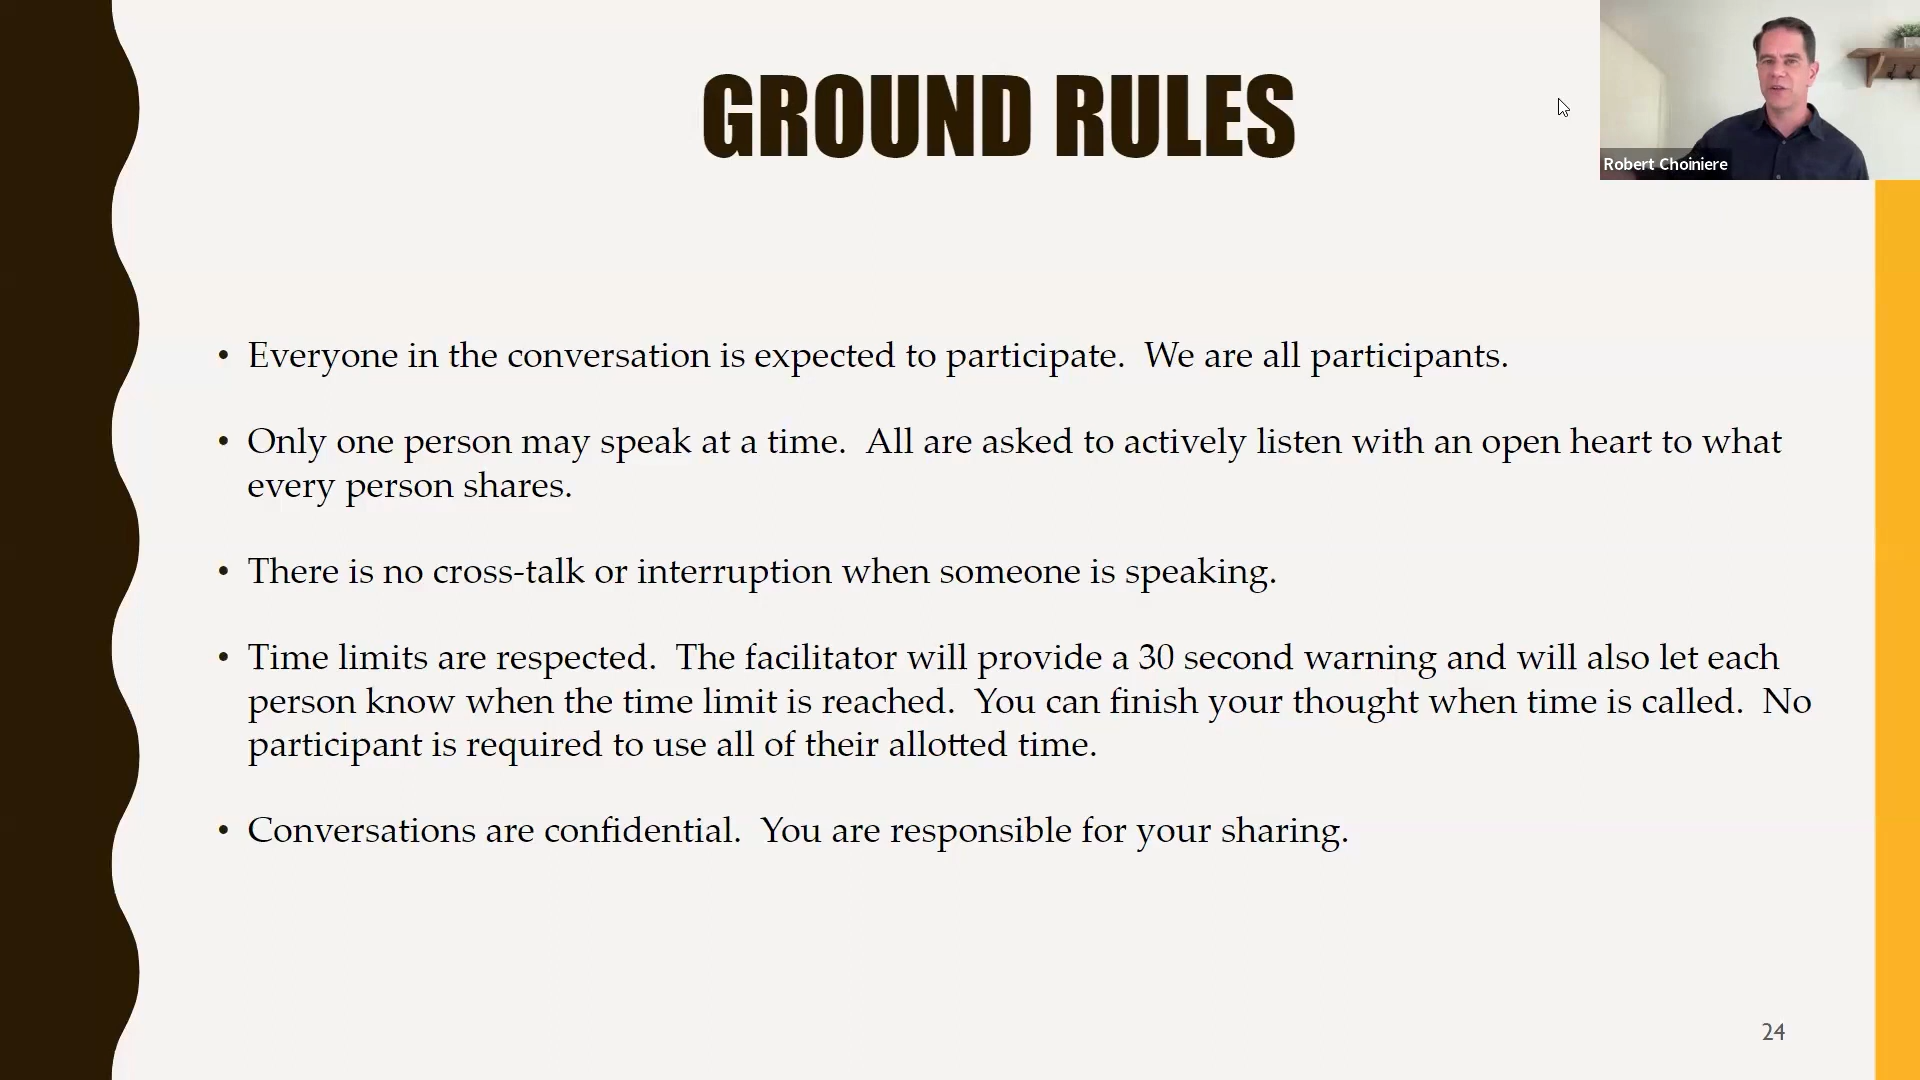 GROUND RULES
Robert Choiniere
• Everyone in the conversation is expected to participate.  We are all participants.
• Only one person may speak at a time.  All are asked to actively listen with an open heart to what
every person shares.
• There is no cross-talk or interruption when someone is speaking.
• Time limits are respected.  The facilitator will provide a 30 second warning and will also let each
person know when the time limit is reached.  You can finish your thought when time is called.  No
participant is required to use all of their allotted time.
• Conversations are confidential.  You are responsible for your sharing.
24